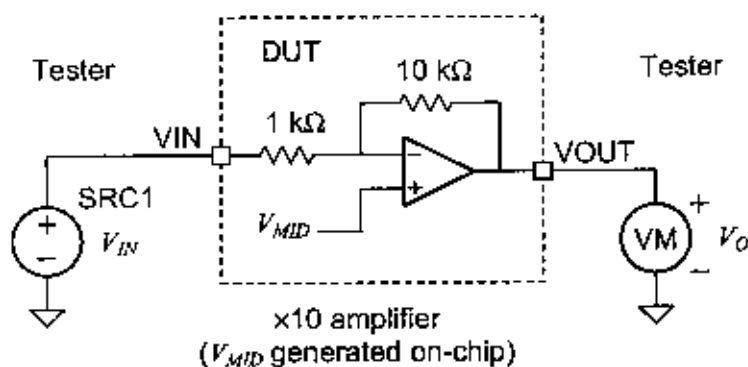 DUT
Tester
Tester
10 kΩ
1 kΩ
VIN
VOUT
−
+
SRC1
+
−
V_IN
V_MID
VM
+
−
V_O
×10 amplifier
(V_MID generated on-chip)